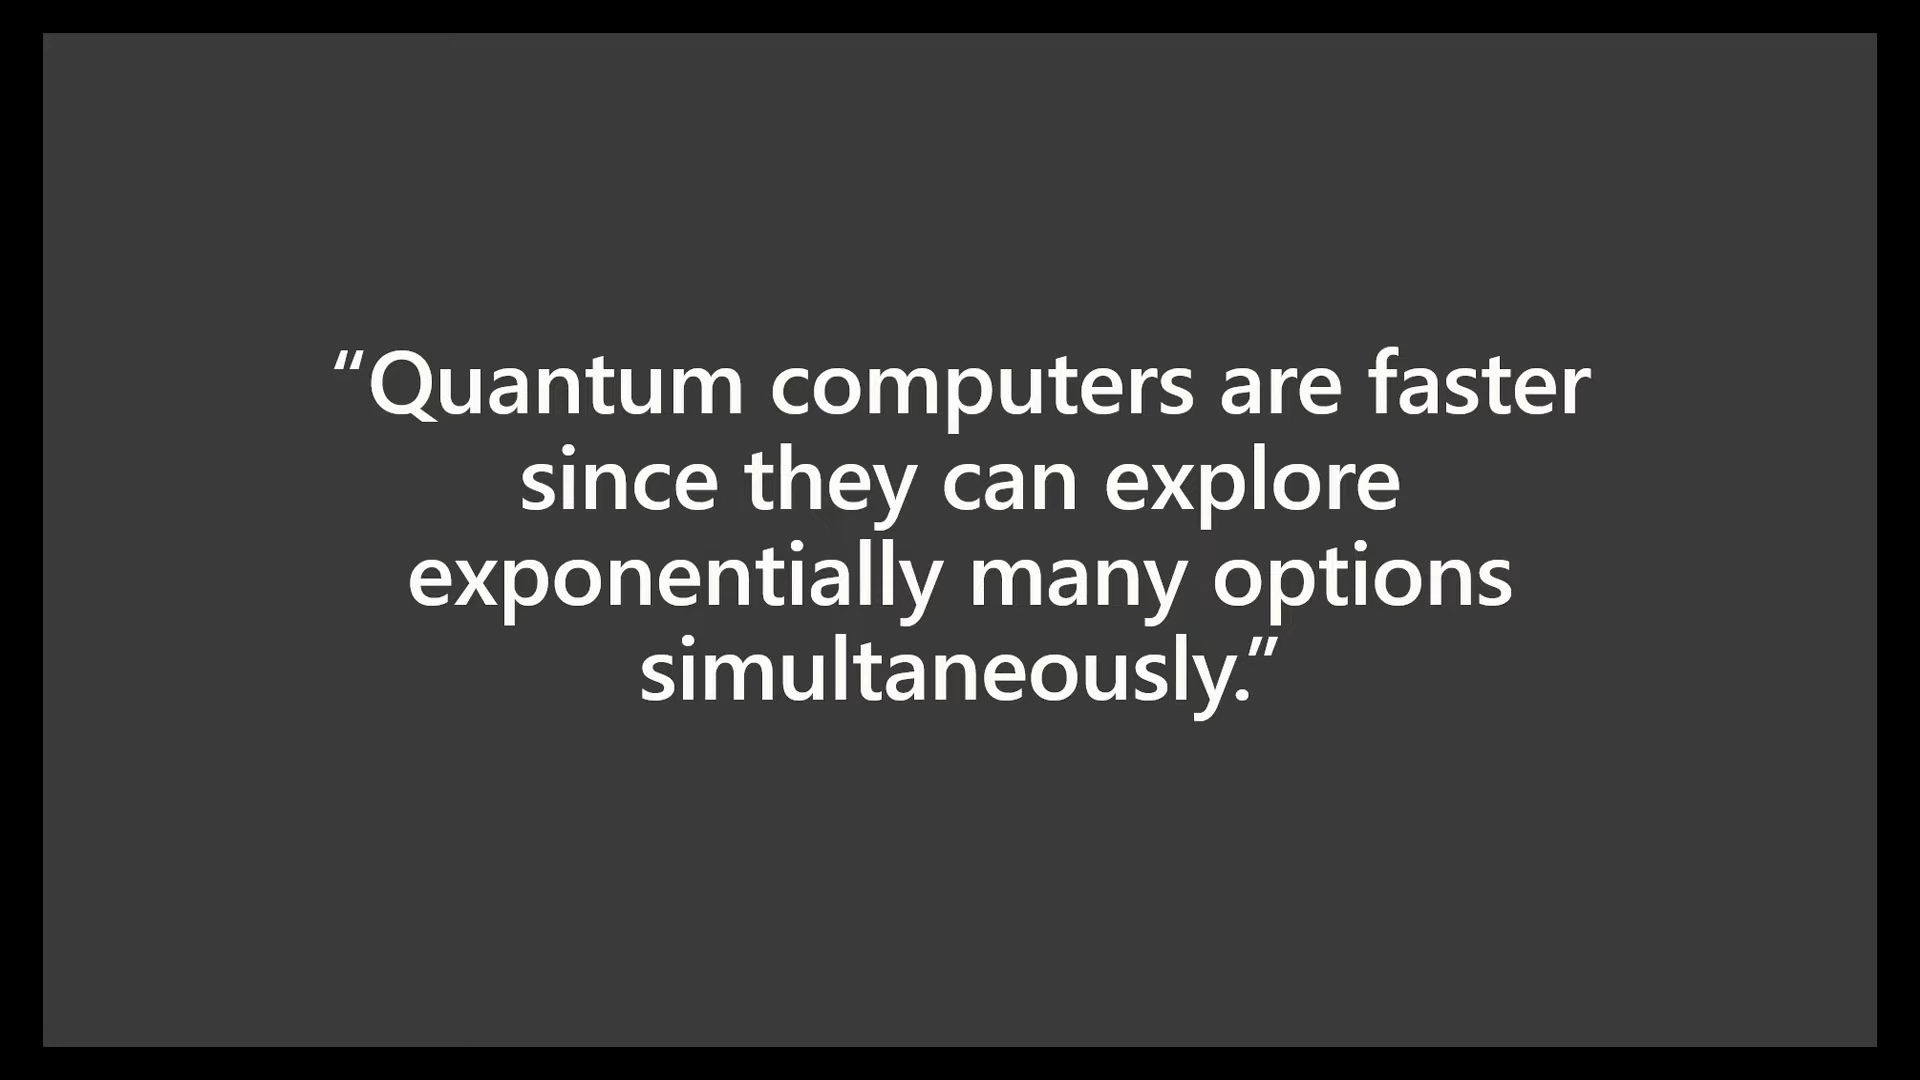 “Quantum computers are faster
since they can explore
exponentially many options
simultaneously.”